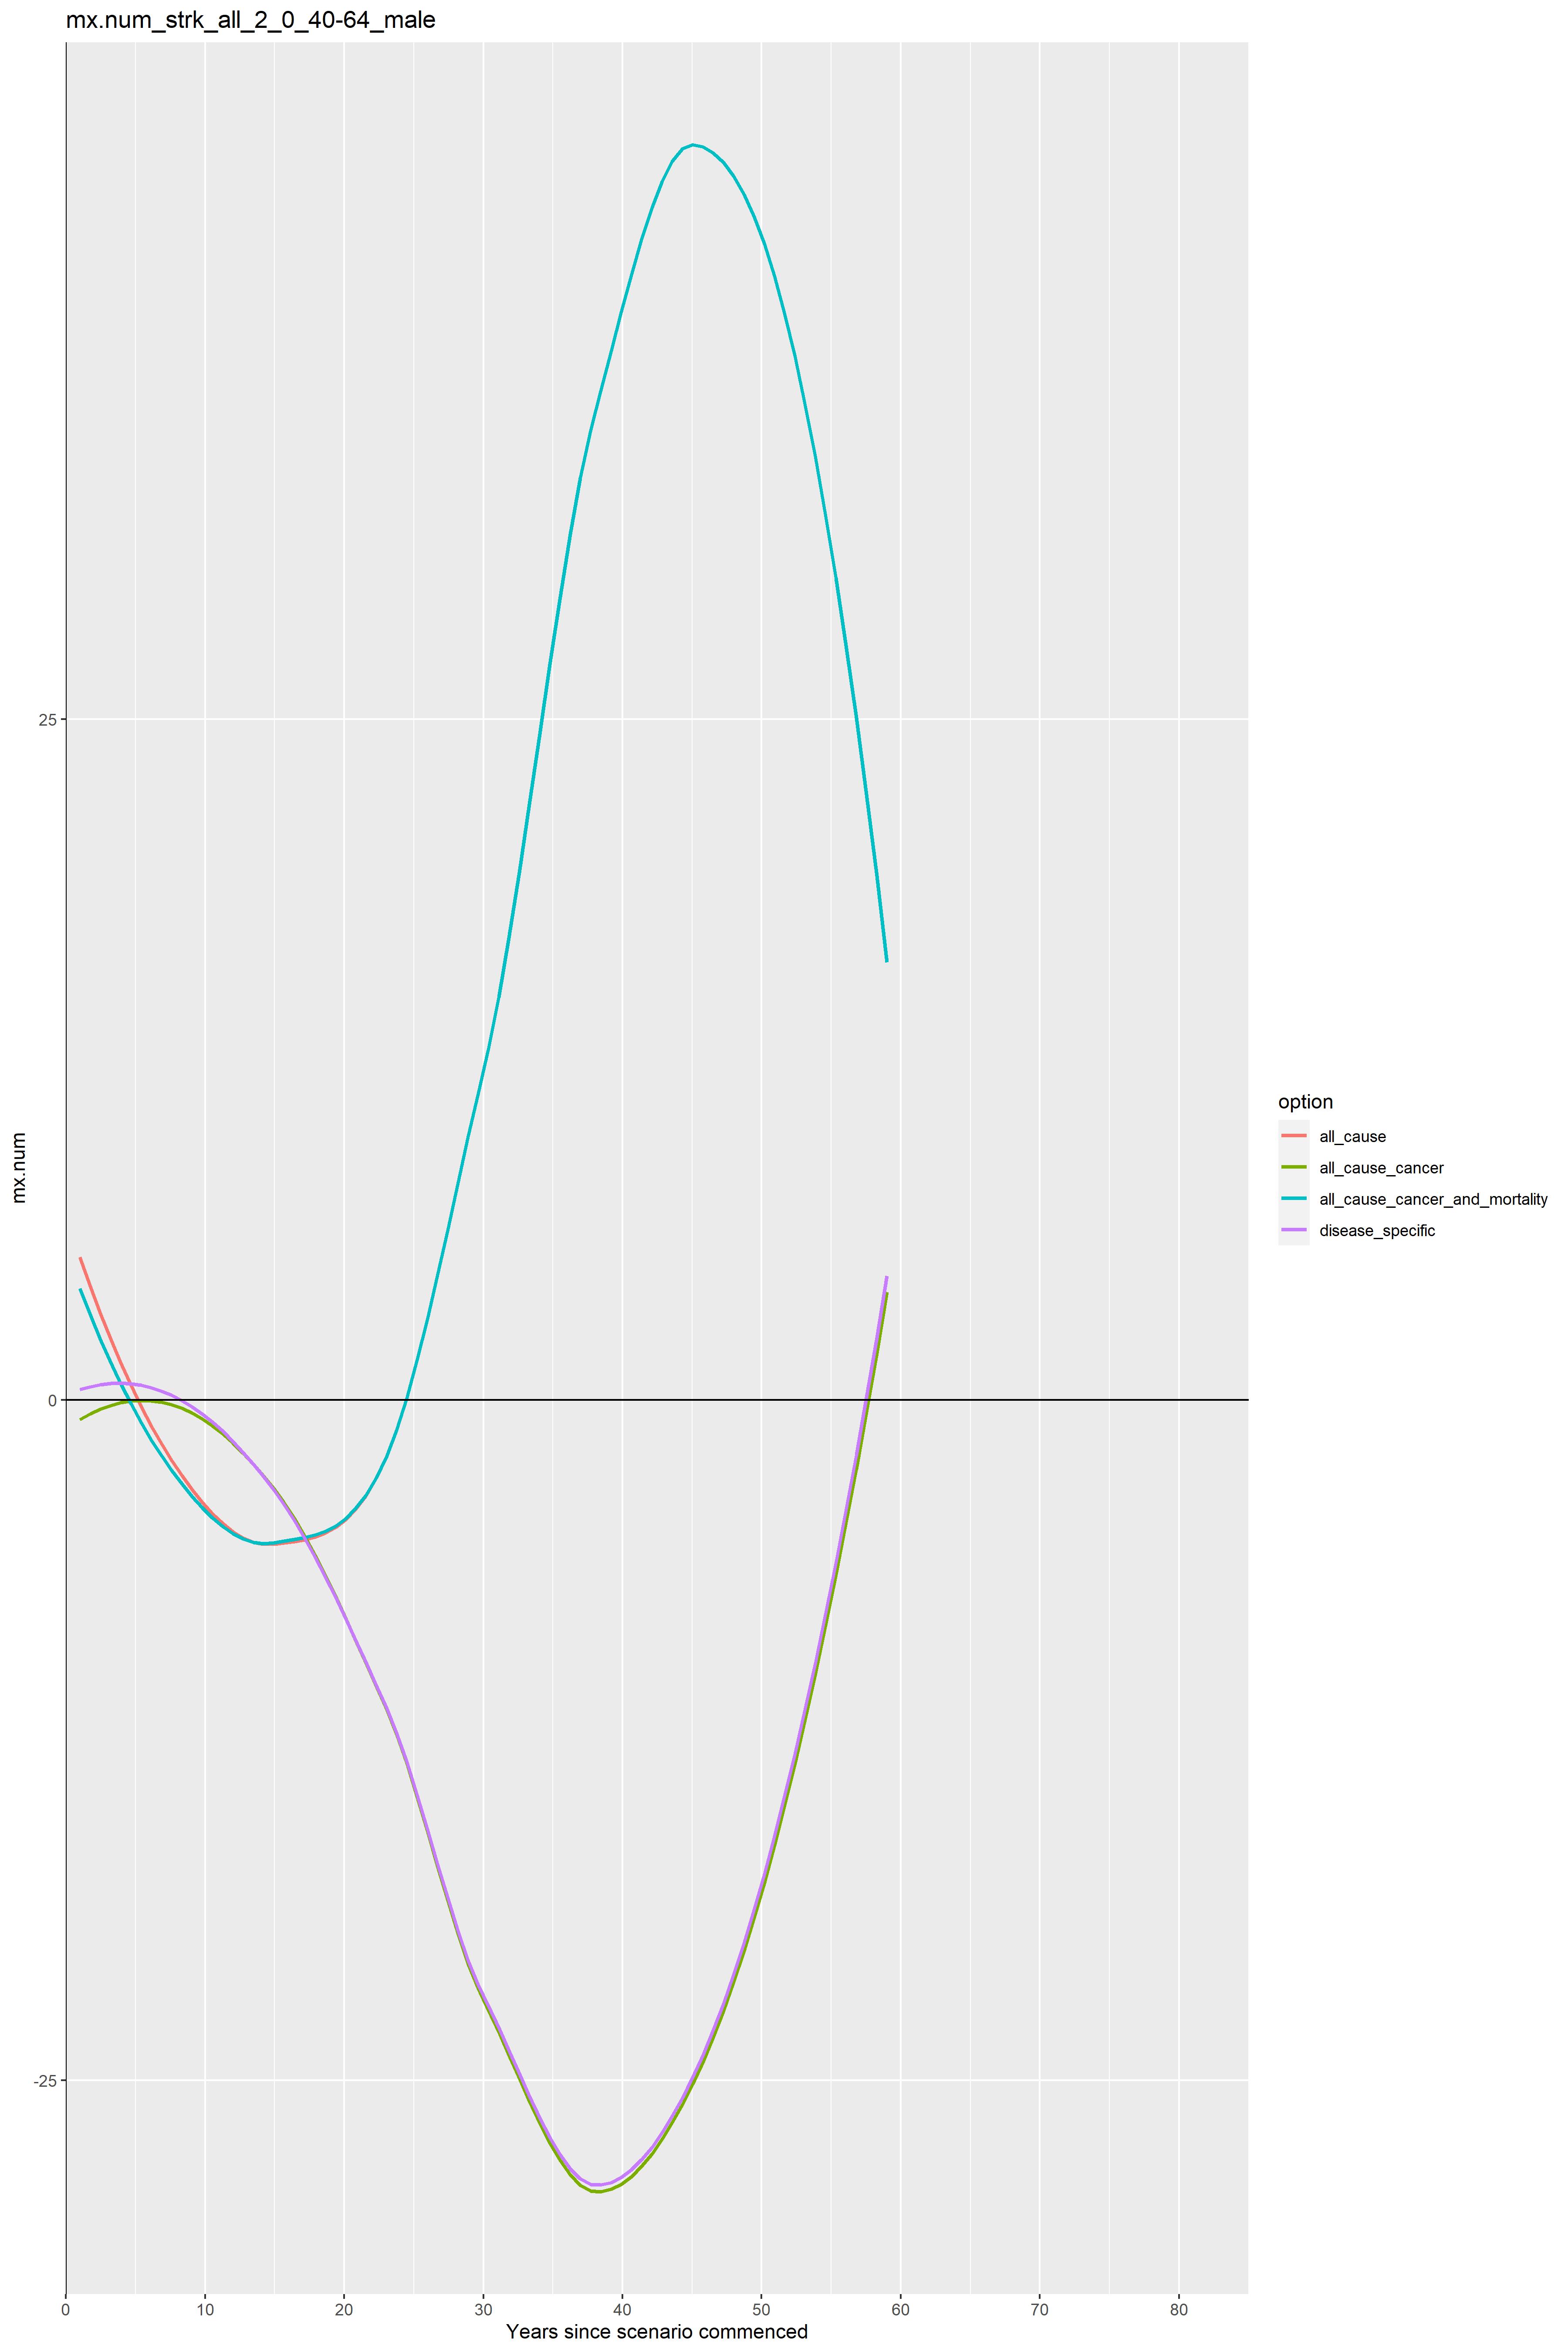 mx.num_strk_all_2_0_40-64_male
mx.num
25
0
-25
0 10 20 30 40 50 60 70 80
Years since scenario commenced
option
all_cause
all_cause_cancer
all_cause_cancer_and_mortality
disease_specific